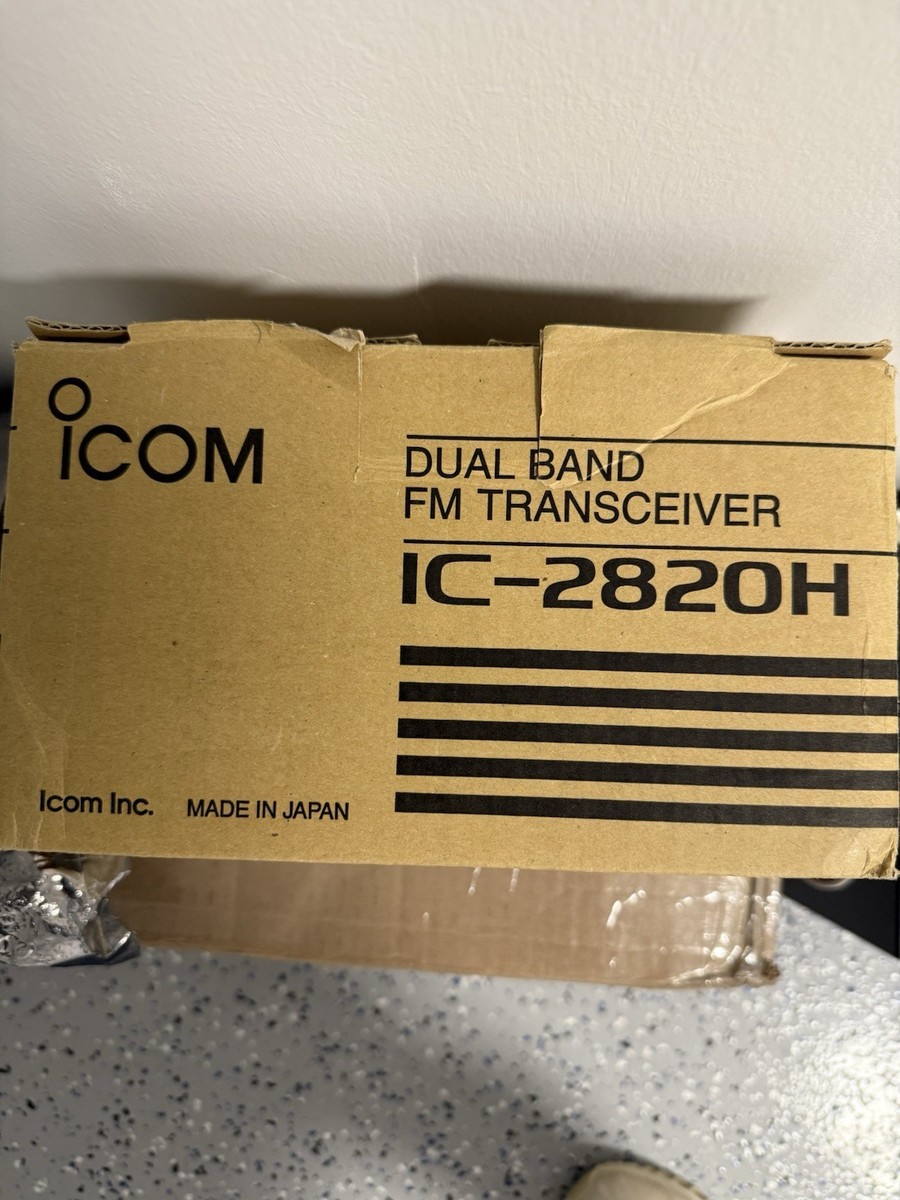 iCOM
DUAL BAND
FM TRANSCEIVER
IC-2820H
Icom Inc. MADE IN JAPAN